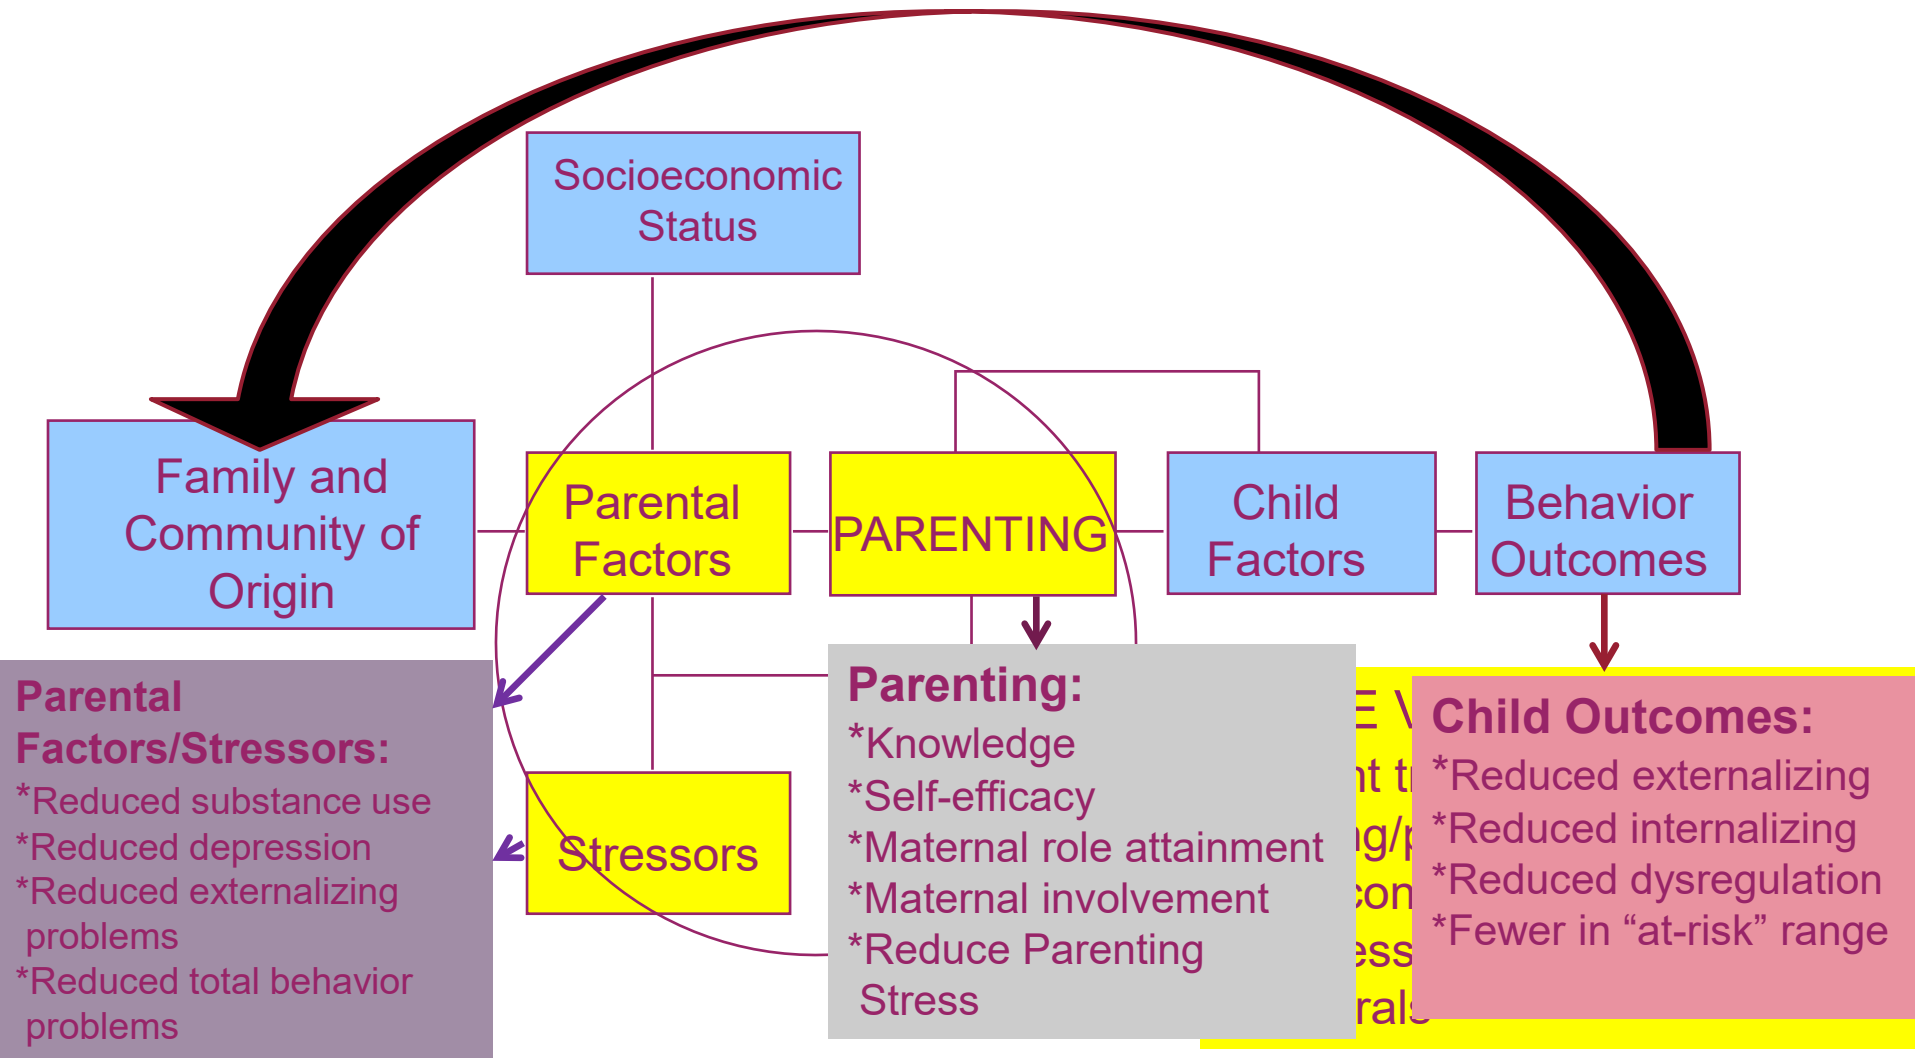 Socioeconomic
Status
Family and
Community of
Origin
Parental
Factors
PARENTING
Child
Factors
Behavior
Outcomes
Stressors
Parental
Factors/Stressors:
*Reduced substance use
*Reduced depression
*Reduced externalizing
problems
*Reduced total behavior
problems
Parenting:
*Knowledge
*Self-efficacy
*Maternal role attainment
*Maternal involvement
*Reduce Parenting
Stress
Child Outcomes:
*Reduced externalizing
*Reduced internalizing
*Reduced dysregulation
*Fewer in “at-risk” range